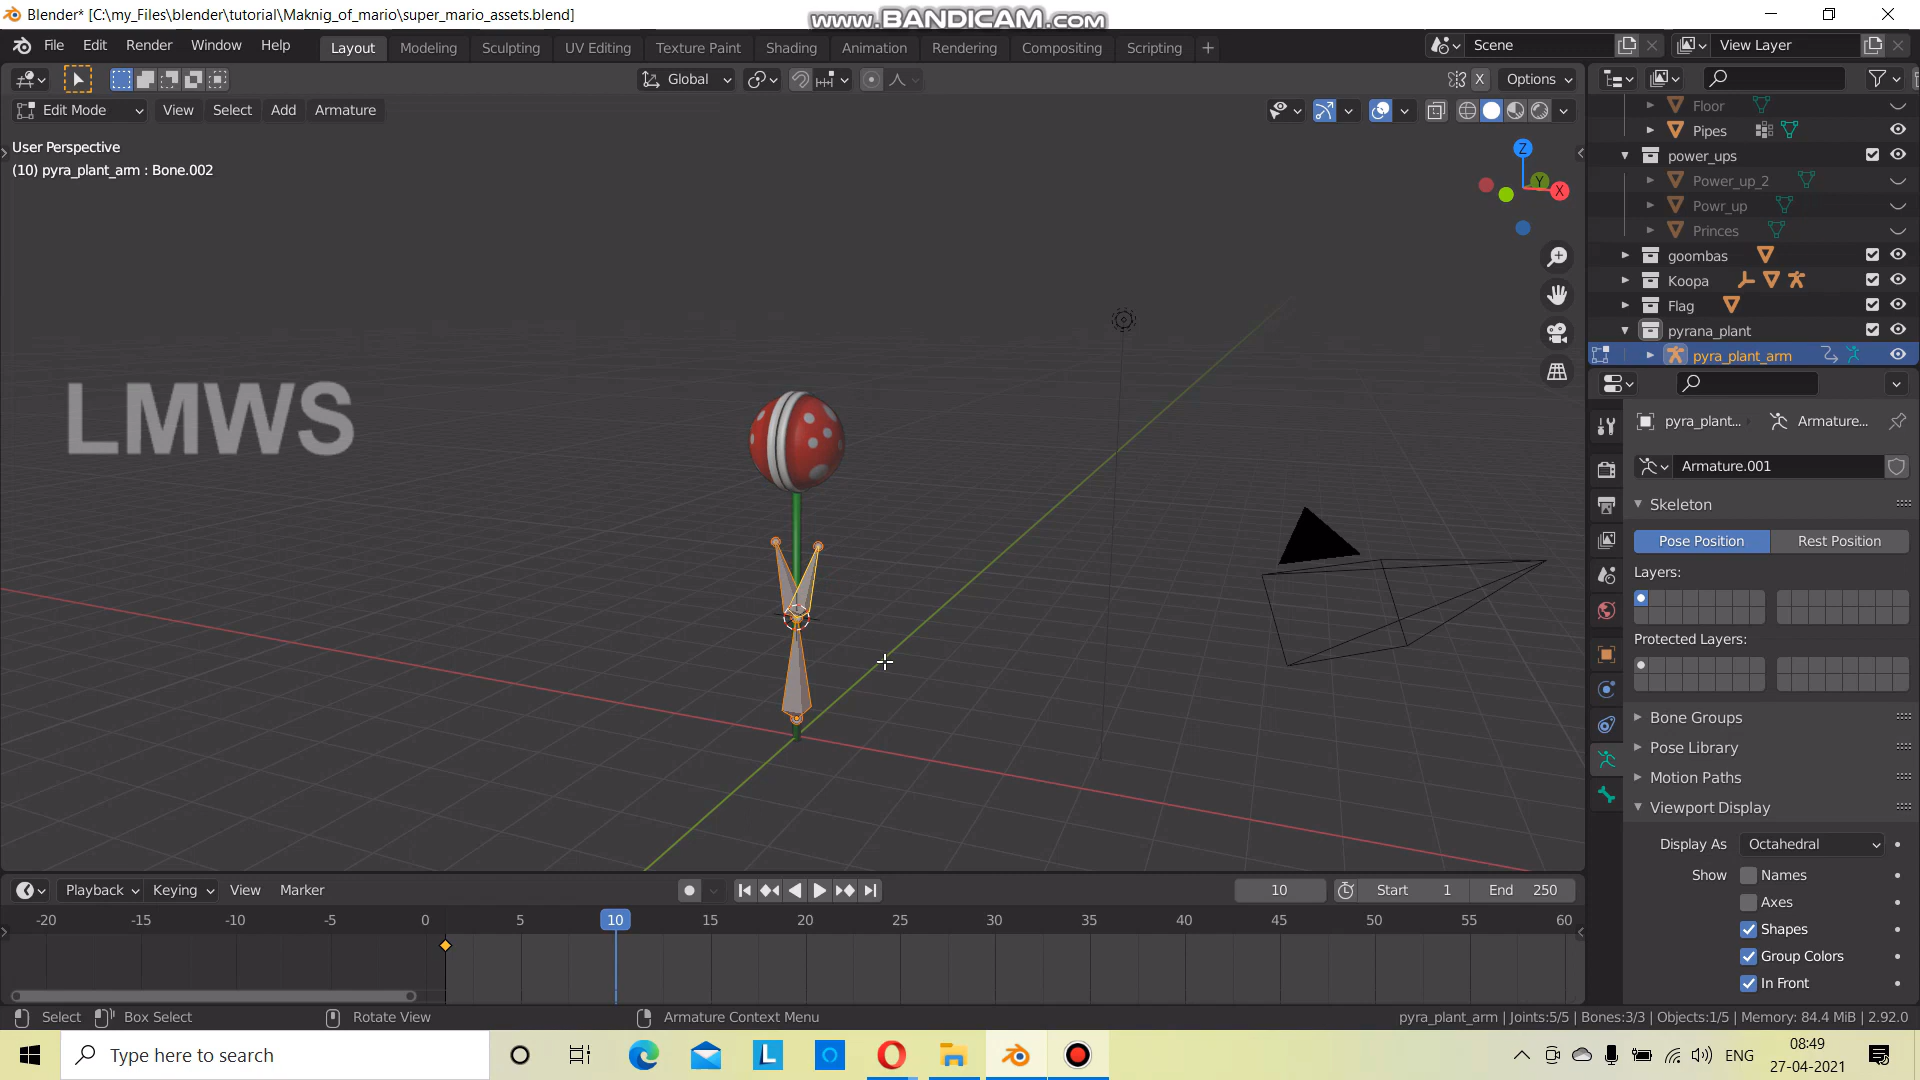 Blender* [C:\my_Files\blender\tutorial\Maknig_of_mario\super_mario_assets.blend]
www.BANDICAM.com
File Edit Render Window Help
Layout Modeling Sculpting UV Editing Texture Paint Shading Animation Rendering Compositing Scripting +
Scene
View Layer
Global
X
Options
Edit Mode View Select Add Armature
User Perspective
(10) pyra_plant_arm : Bone.002
Z
Y
X
LMWS
Floor
Pipes
power_ups
Power_up_2
Powr_up
Princes
goombas
Koopa
Flag
pyrana_plant
pyra_plant_arm
pyra_plant... Armature...
Armature.001
Skeleton
Pose Position Rest Position
Layers:
Protected Layers:
Bone Groups
Pose Library
Motion Paths
Viewport Display
Display As Octahedral
Show Names
Axes
Shapes
Group Colors
In Front
Playback Keying View Marker
10 Start 1 End 250
-20 -15 -10 -5 0 5 10 15 20 25 30 35 40 45 50 55 60
Select Box Select Rotate View Armature Context Menu
pyra_plant_arm | Joints:5/5 | Bones:3/3 | Objects:1/5 | Memory: 84.4 MiB | 2.92.0
Type here to search
L
ENG
08:49
27-04-2021